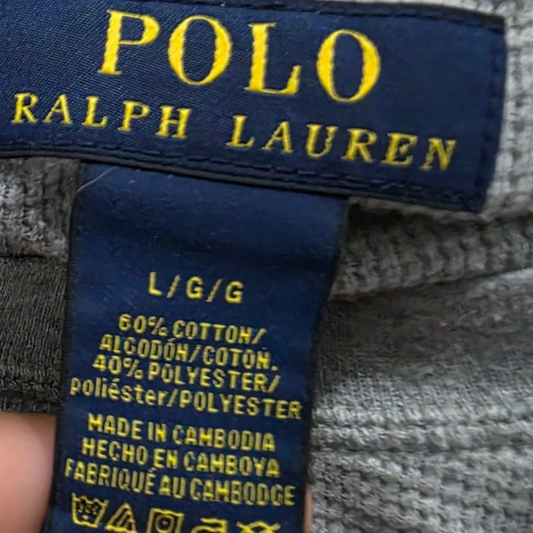 POLO
RALPH LAUREN
L/G/G
60% COTTON/
ALGODÓN/COTON.
40% POLYESTER/
poliéster/POLYESTER
MADE IN CAMBODIA
HECHO EN CAMBOYA
FABRIQUÉ AU CAMBODGE